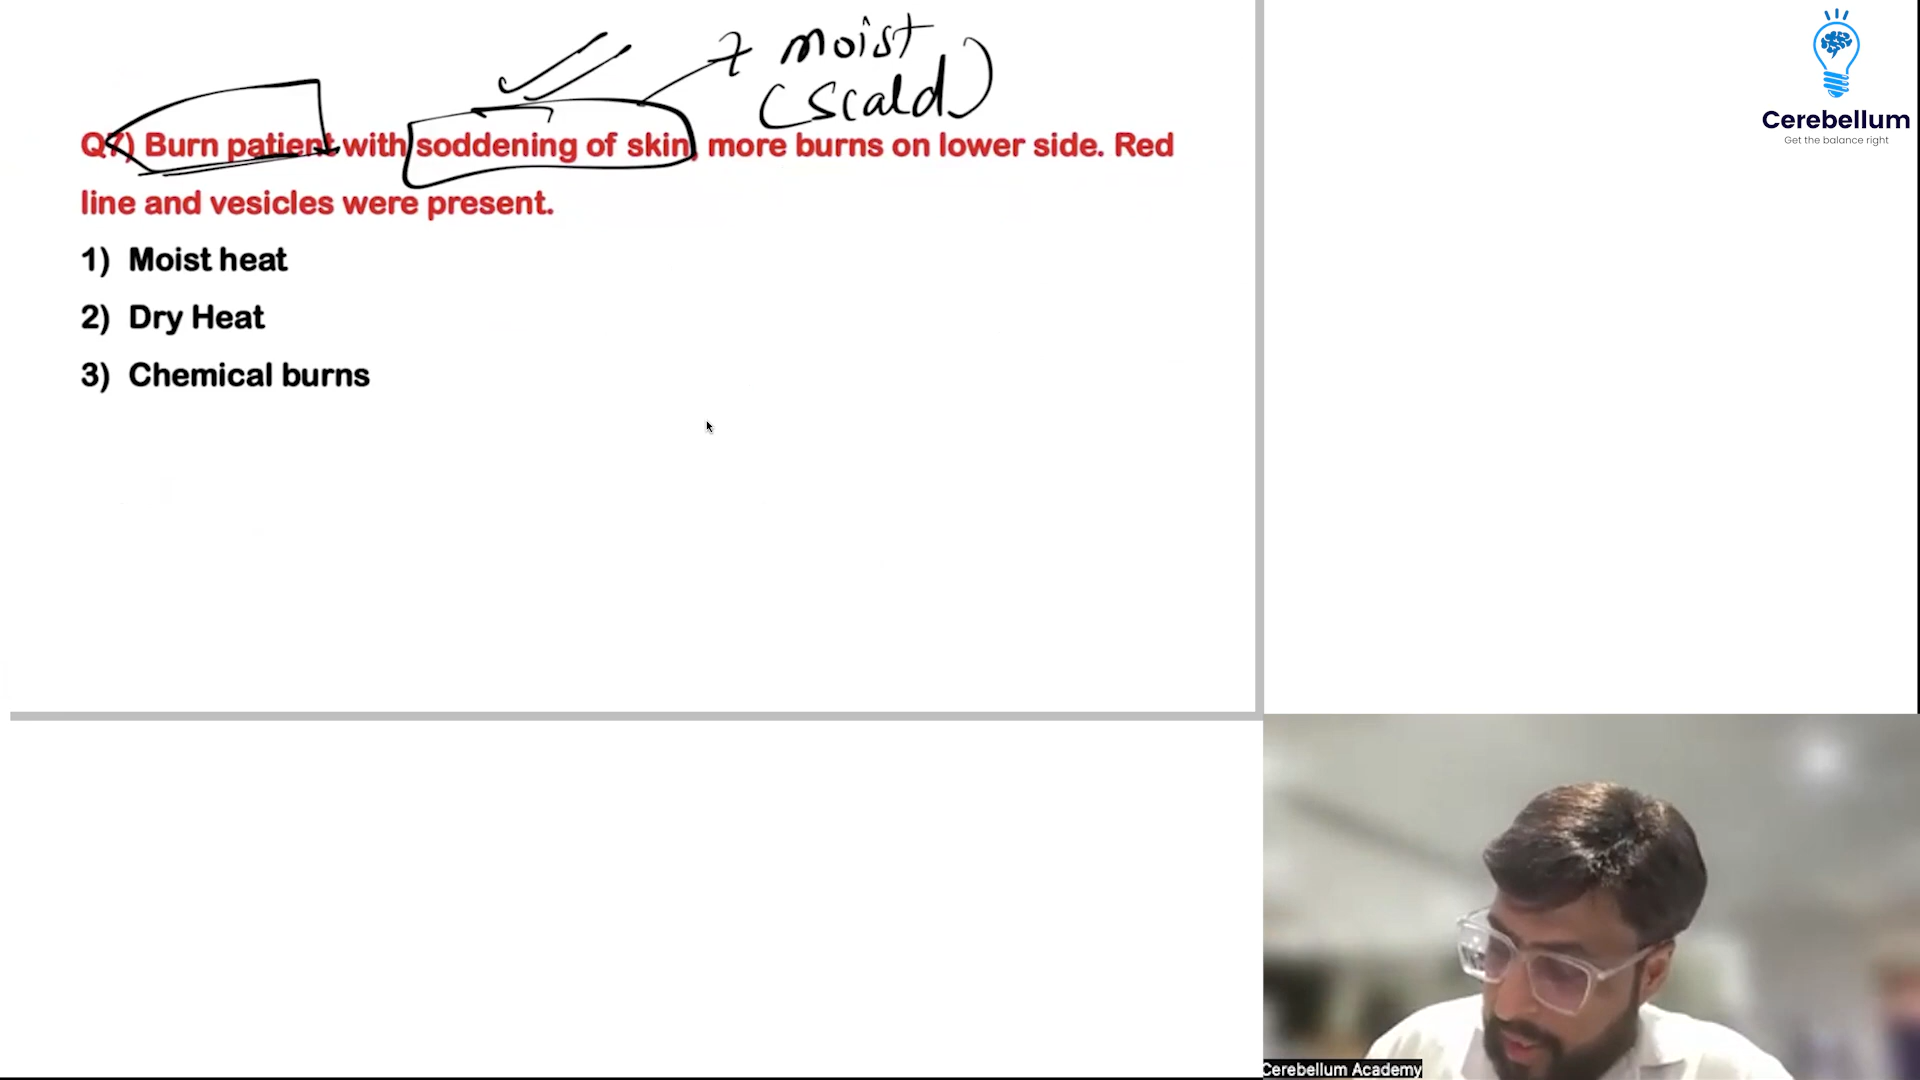 moist
(scald)
Cerebellum
Get the balance right
Q7) Burn patient with soddening of skin, more burns on lower side. Red
line and vesicles were present.
1) Moist heat
2) Dry Heat
3) Chemical burns
Cerebellum Academy